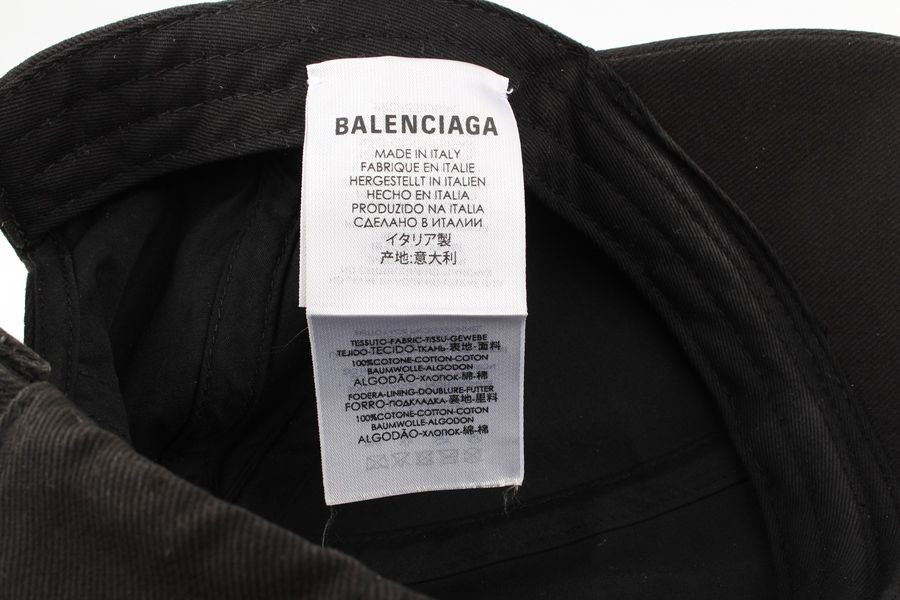 BALENCIAGA
MADE IN ITALY
FABRIQUE EN ITALIE
HERGESTELLT IN ITALIEN
HECHO EN ITALIA
PRODUZIDO NA ITALIA
СДЕЛАНО В ИТАЛИИ
イタリア製
产地:意大利
TESSUTO-FABRIC-TISSU-GEWEBE
TEJIDO-TECIDO-ТКАНЬ-表地-面料
100%COTONE-COTTON-COTON
BAUMWOLLE-ALGODON
ALGODÃO-ХЛОПОК-綿-棉
FODERA-LINING-DOUBLURE-FUTTER
FORRO-ПОДКЛАДКА-裏地-里料
100%COTONE-COTTON-COTON
BAUMWOLLE-ALGODON
ALGODÃO-ХЛОПОК-綿-棉